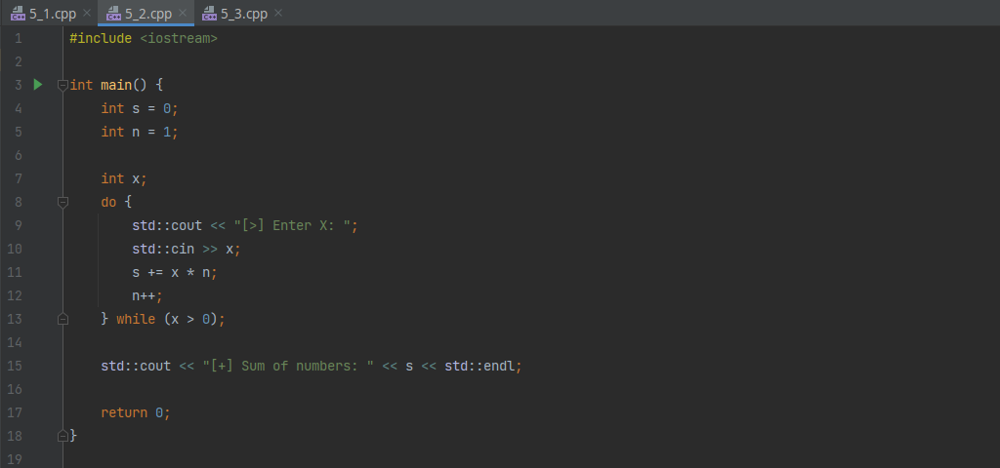 5_1.cpp 5_2.cpp 5_3.cpp
1 #include <iostream>
2
3 int main() {
4 int s = 0;
5 int n = 1;
6
7 int x;
8 do {
9 std::cout << "[>] Enter X: ";
10 std::cin >> x;
11 s += x * n;
12 n++;
13 } while (x > 0);
14
15 std::cout << "[+] Sum of numbers: " << s << std::endl;
16
17 return 0;
18 }
19